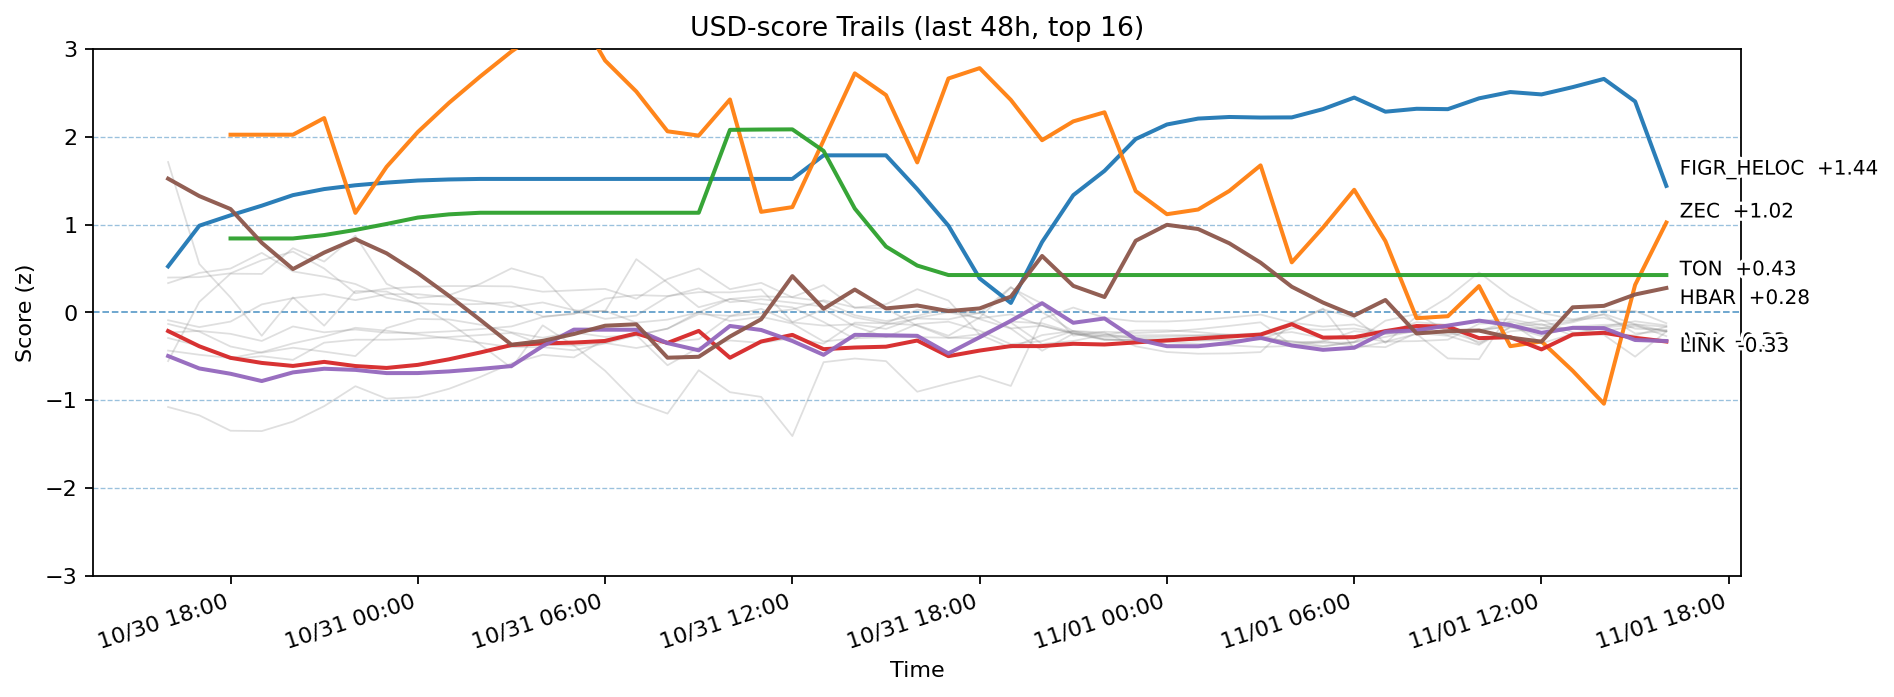 USD-score Trails (last 48h, top 16)
Score (z)
3
2
1
0
−1
−2
−3
FIGR_HELOC +1.44
ZEC +1.02
TON +0.43
HBAR +0.28
LINK -0.33
10/30 18:00
10/31 00:00
10/31 06:00
10/31 12:00
10/31 18:00
11/01 00:00
11/01 06:00
11/01 12:00
11/01 18:00
Time